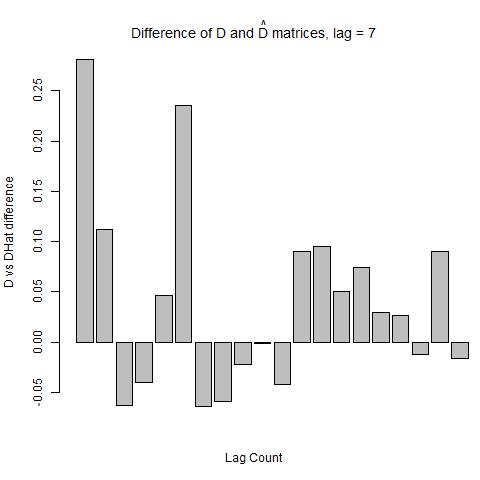 Difference of D and D̂ matrices, lag = 7
D vs DHat difference
0.25
0.20
0.15
0.10
0.05
0.00
-0.05
Lag Count